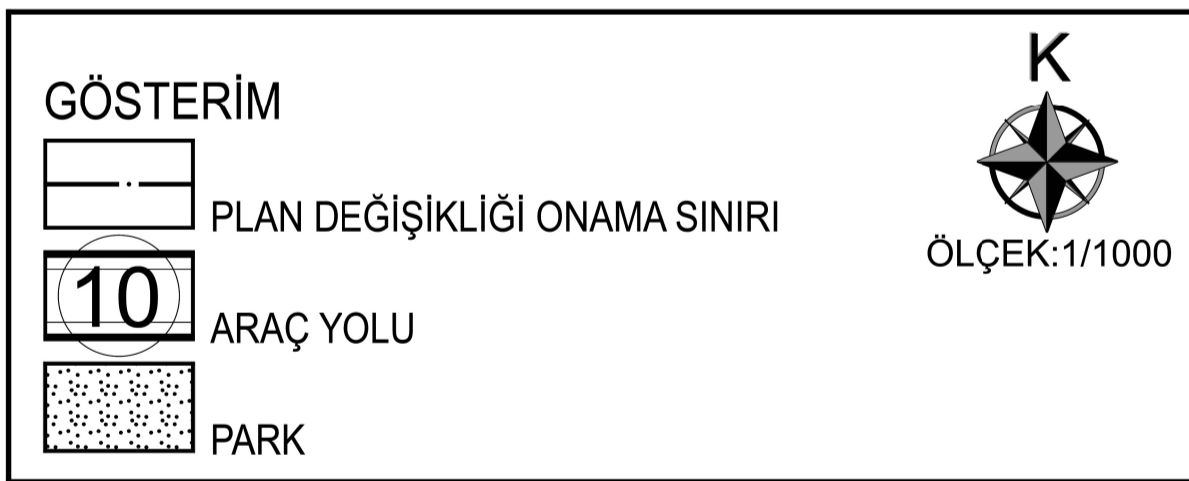 K
GÖSTERİM
PLAN DEĞİŞİKLİĞİ ONAMA SINIRI
ÖLÇEK:1/1000
10
ARAÇ YOLU
PARK